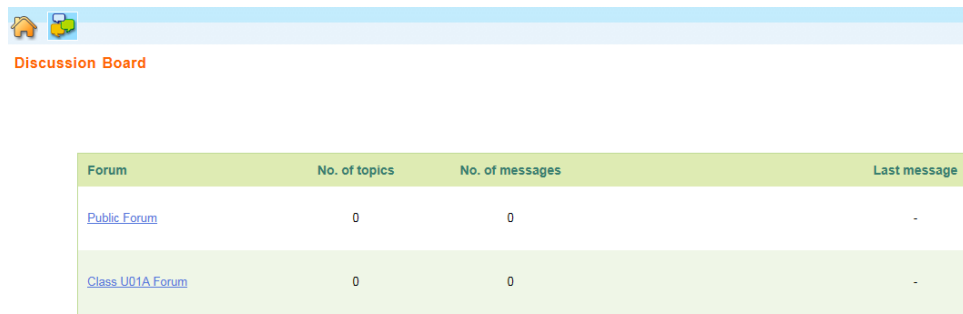 Discussion Board
Forum No. of topics No. of messages Last message
Public Forum 0 0 -
Class U01A Forum 0 0 -